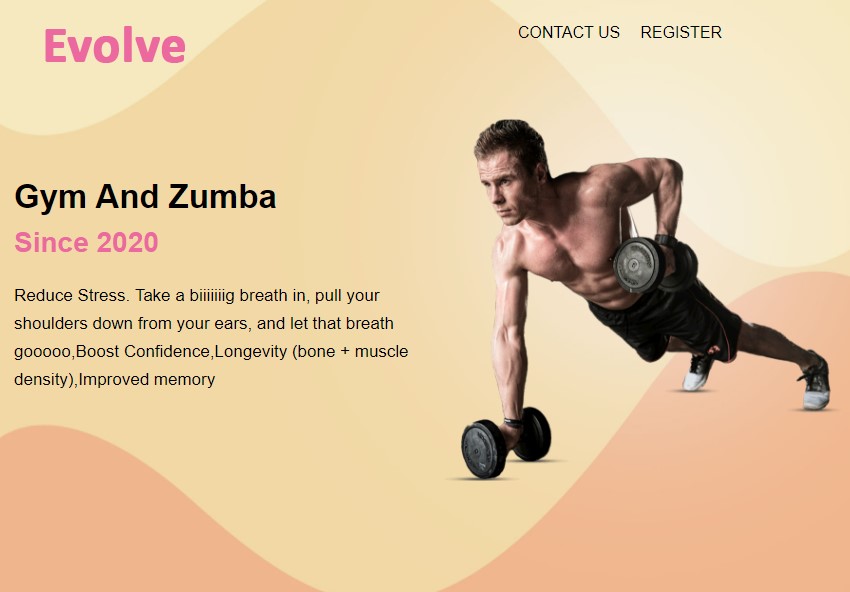 Evolve
CONTACT US REGISTER
Gym And Zumba
Since 2020
Reduce Stress. Take a biiiiiiig breath in, pull your
shoulders down from your ears, and let that breath
gooooo,Boost Confidence,Longevity (bone + muscle
density),Improved memory